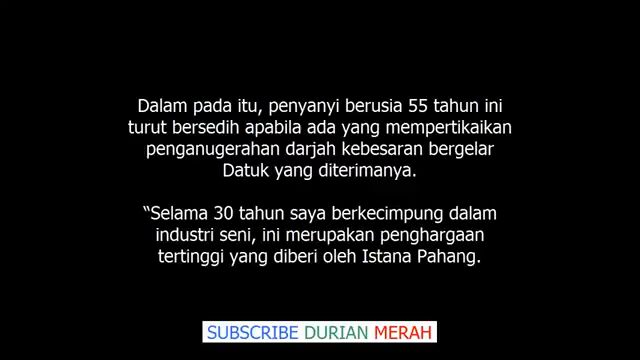 Dalam pada itu, penyanyi berusia 55 tahun ini
turut bersedih apabila ada yang mempertikaikan
penganugerahan darjah kebesaran bergelar
Datuk yang diterimanya.
“Selama 30 tahun saya berkecimpung dalam
industri seni, ini merupakan penghargaan
tertinggi yang diberi oleh Istana Pahang.
SUBSCRIBE DURIAN MERAH